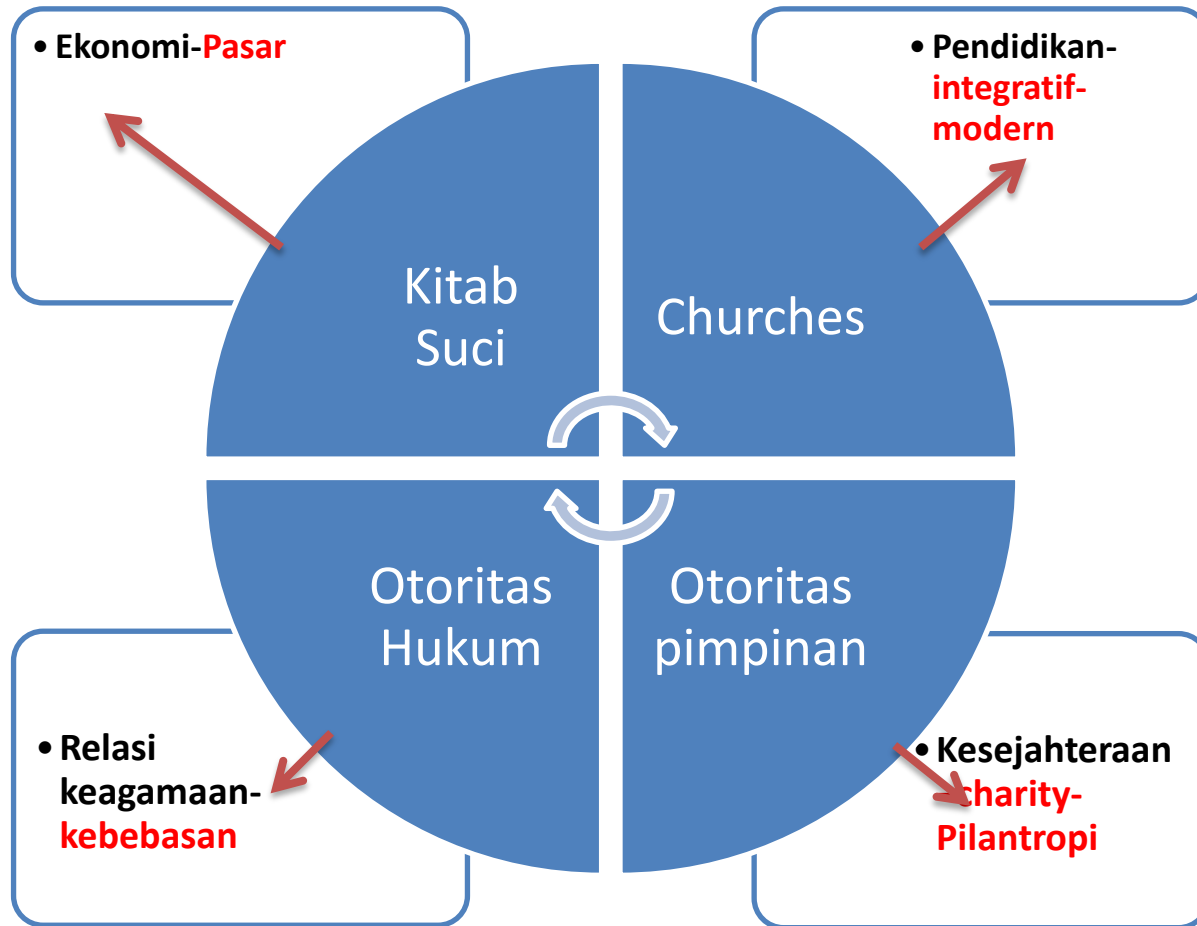 • Ekonomi-Pasar
• Pendidikan-
integratif-
modern
Kitab
Suci
Churches
Otoritas
Hukum
Otoritas
pimpinan
• Relasi
keagamaan-
kebebasan
• Kesejahteraan
-charity-
Pilantropi